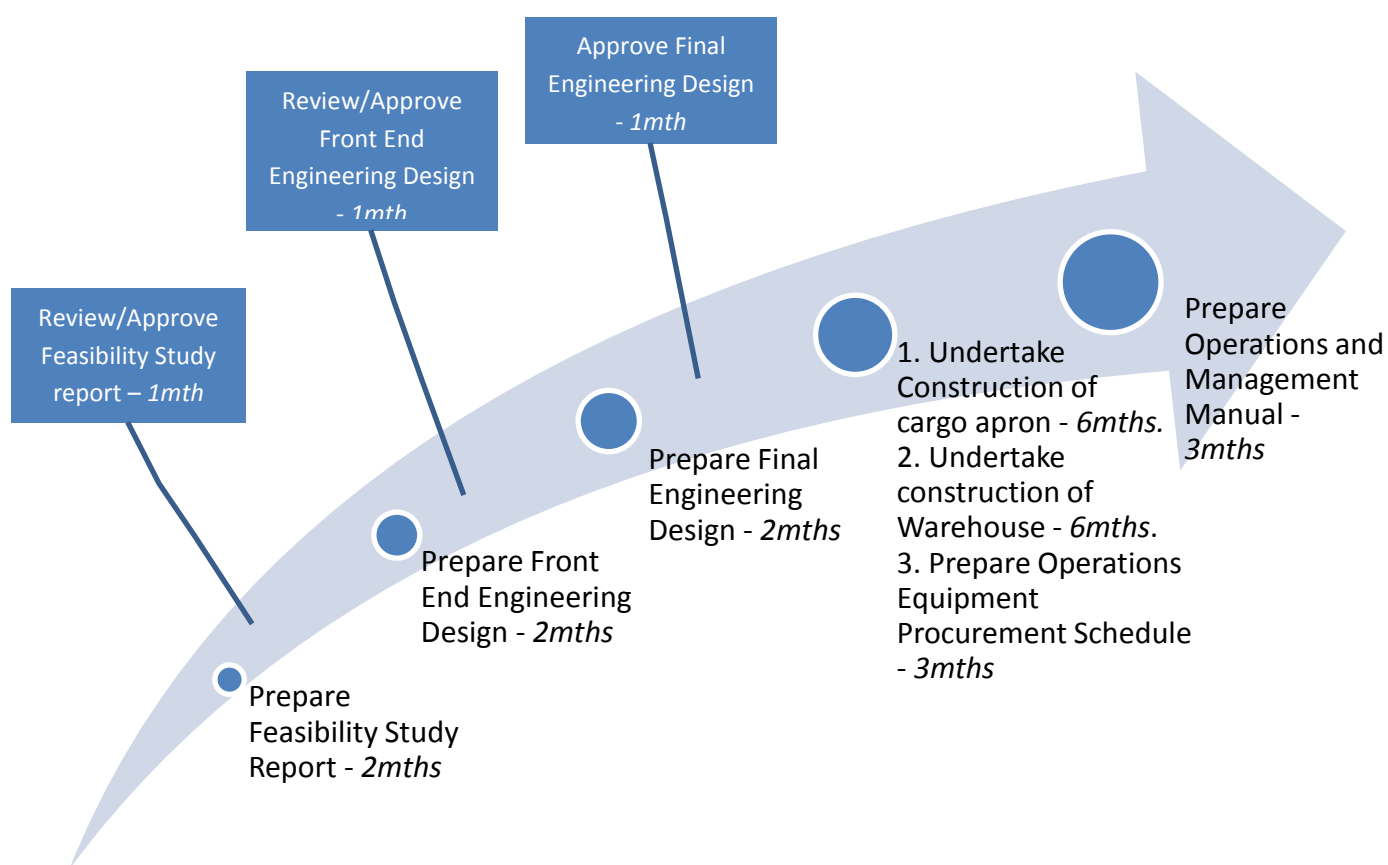 Approve Final
Engineering Design
- 1mth
Review/Approve
Front End
Engineering Design
- 1mth
Review/Approve
Feasibility Study
report – 1mth
Prepare
Feasibility Study
Report - 2mths
Prepare Front
End Engineering
Design - 2mths
Prepare Final
Engineering
Design - 2mths
1. Undertake
Construction of
cargo apron - 6mths.
2. Undertake
construction of
Warehouse - 6mths.
3. Prepare Operations
Equipment
Procurement Schedule
- 3mths
Prepare
Operations and
Management
Manual -
3mths